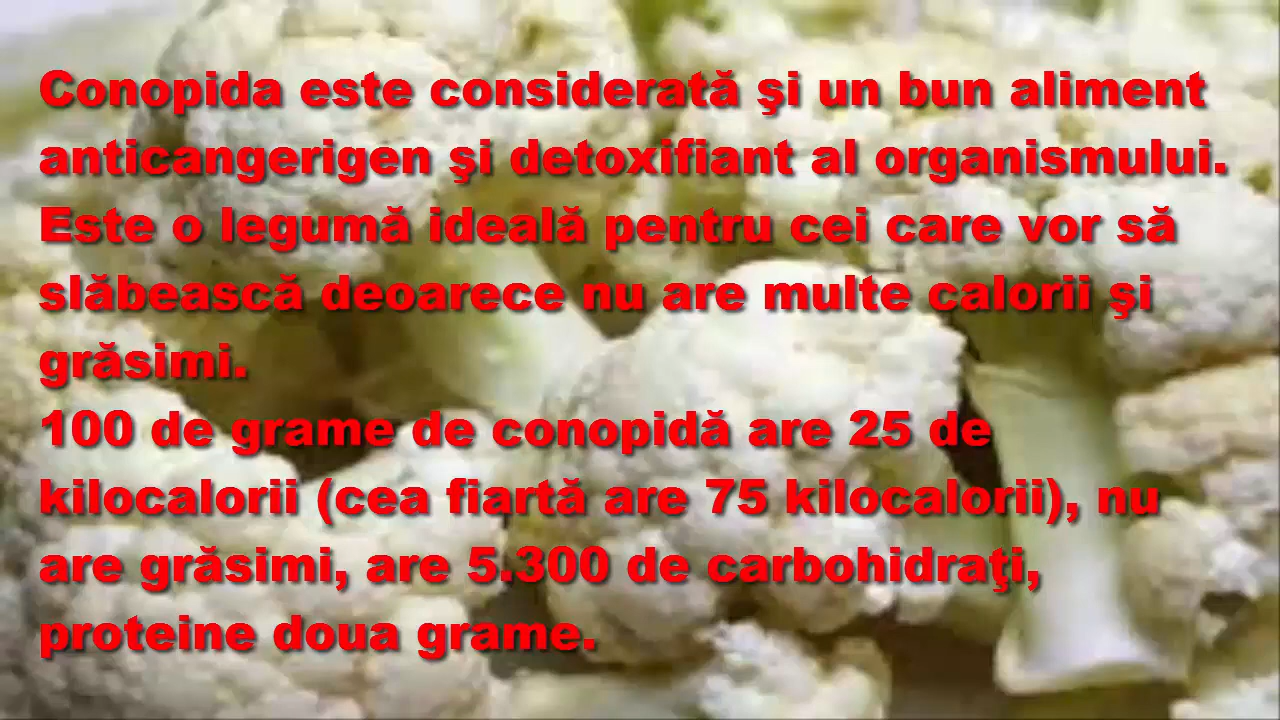 Conopida este considerată şi un bun aliment
anticangerigen şi detoxifiant al organismului.
Este o legumă ideală pentru cei care vor să
slăbească deoarece nu are multe calorii şi
grăsimi.
100 de grame de conopidă are 25 de
kilocalorii (cea fiartă are 75 kilocalorii), nu
are grăsimi, are 5.300 de carbohidraţi,
proteine doua grame.